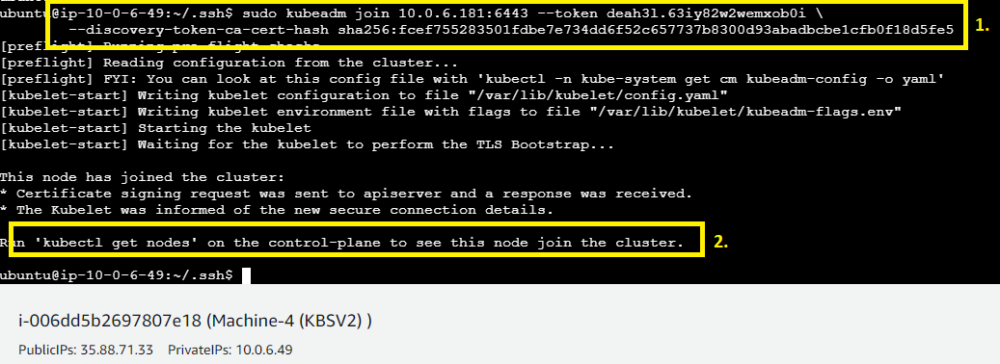 ubuntu@ip-10-0-6-49:~/.ssh$ sudo kubeadm join 10.0.6.181:6443 --token deah3l.63iy82w2wemxob0i \
--discovery-token-ca-cert-hash sha256:fcef755283501fdbe7e734dd6f52c657737b8300d93abadbcbe1cfb0f18d5fe5
1.
[preflight] Running pre-flight checks
[preflight] Reading configuration from the cluster...
[preflight] FYI: You can look at this config file with 'kubectl -n kube-system get cm kubeadm-config -o yaml'
[kubelet-start] Writing kubelet configuration to file "/var/lib/kubelet/config.yaml"
[kubelet-start] Writing kubelet environment file with flags to file "/var/lib/kubelet/kubeadm-flags.env"
[kubelet-start] Starting the kubelet
[kubelet-start] Waiting for the kubelet to perform the TLS Bootstrap...
This node has joined the cluster:
* Certificate signing request was sent to apiserver and a response was received.
* The Kubelet was informed of the new secure connection details.
Run 'kubectl get nodes' on the control-plane to see this node join the cluster.
2.
ubuntu@ip-10-0-6-49:~/.ssh$
i-006dd5b2697807e18 (Machine-4 (KBSV2) )
PublicIPs: 35.88.71.33 PrivateIPs: 10.0.6.49